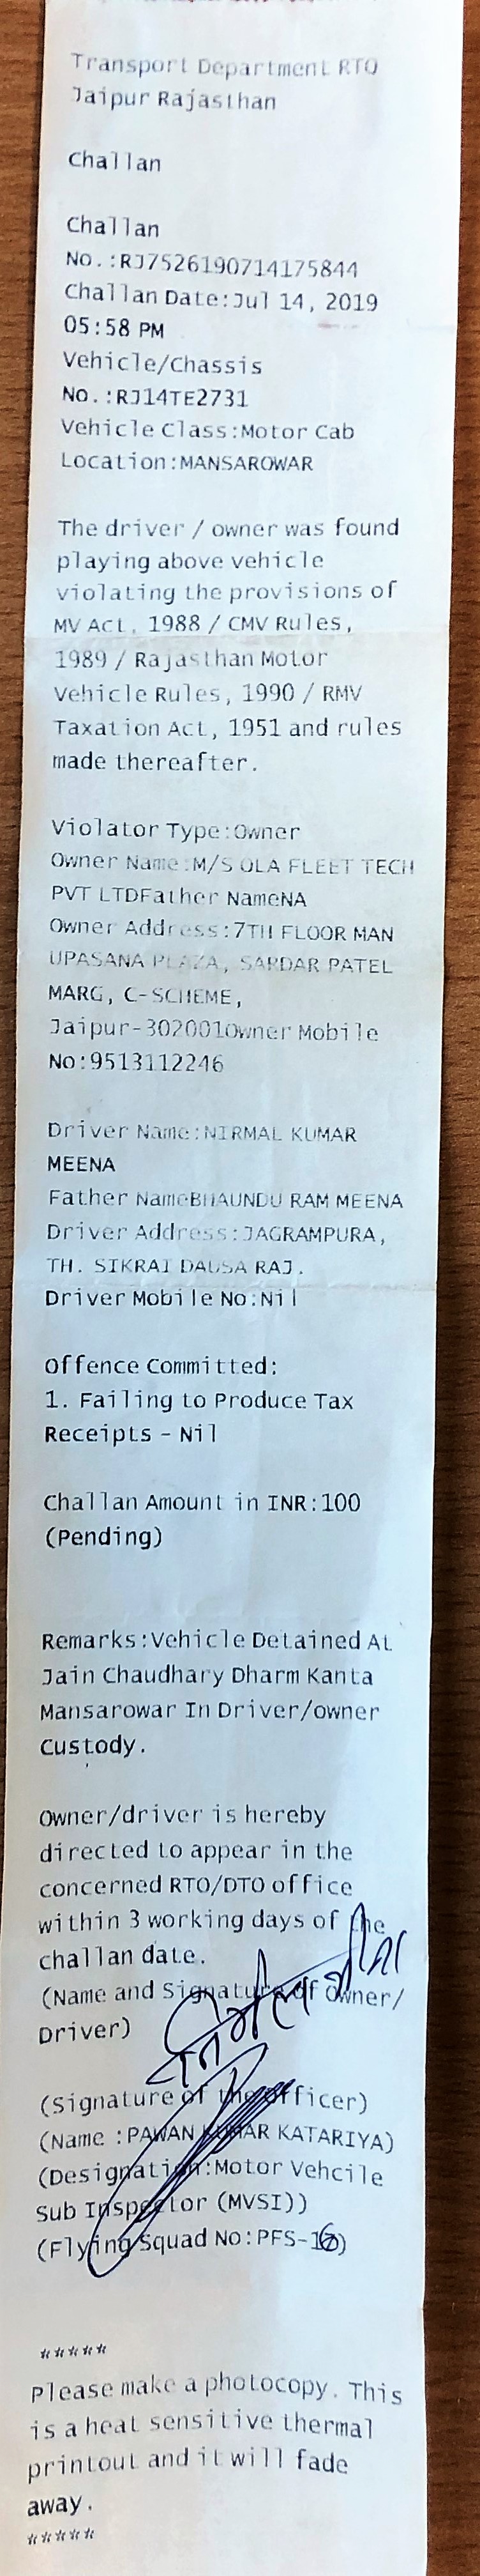 Transport Department RTO
Jaipur Rajasthan
Challan
Challan
No.:RJ7526190714175844
Challan Date:Jul 14, 2019
05:58 PM
Vehicle/Chassis
No.:RJ14TE2731
Vehicle Class:Motor Cab
Location:MANSAROWAR
The driver / owner was found
playing above vehicle
violating the provisions of
MV Act, 1988 / CMV Rules,
1989 / Rajasthan Motor
Vehicle Rules, 1990 / RMV
Taxation Act, 1951 and rules
made thereafter.
Violator Type:Owner
Owner Name:M/S OLA FLEET TECH
PVT LTDFather NameNA
Owner Address:7TH FLOOR MAN
UPASANA PLAZA, SARDAR PATEL
MARG, C-SCHEME,
Jaipur-302001Owner Mobile
No:9513112246
Driver Name:NIRMAL KUMAR
MEENA
Father NameBHAUNDU RAM MEENA
Driver Address:JAGRAMPURA,
TH. SIKRAI DAUSA RAJ.
Driver Mobile No:Nil
Offence Committed:
1. Failing to Produce Tax
Receipts - Nil
Challan Amount in INR:100
(Pending)
Remarks:Vehicle Detained At
Jain Chaudhary Dharm Kanta
Mansarowar In Driver/owner
Custody.
Owner/driver is hereby
directed to appear in the
concerned RTO/DTO office
within 3 working days of the
challan date.
(Name and Signature of Owner/
Driver)
(Signature of the officer)
(Name :PAWAN KUMAR KATARIYA)
(Designation:Motor Vehcile
Sub Inspector (MVSI))
(Flying Squad No:PFS-16)
*****
Please make a photocopy. This
is a heat sensitive thermal
printout and it will fade
away.
*****